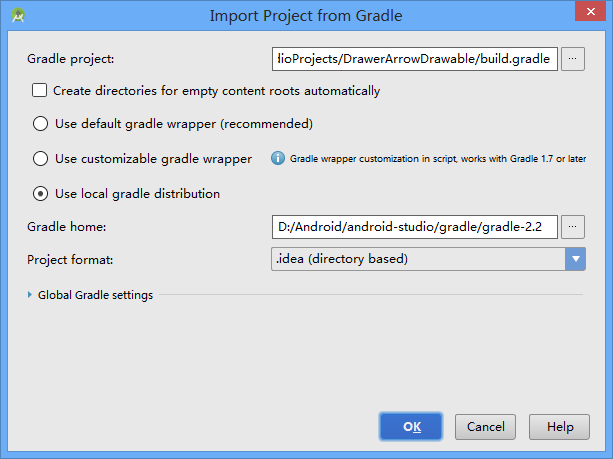 Import Project from Gradle
Gradle project: lioProjects/DrawerArrowDrawable/build.gradle ...
Create directories for empty content roots automatically
Use default gradle wrapper (recommended)
Use customizable gradle wrapper Gradle wrapper customization in script, works with Gradle 1.7 or later
Use local gradle distribution
Gradle home: D:/Android/android-studio/gradle/gradle-2.2 ...
Project format: .idea (directory based)
Global Gradle settings
OK Cancel Help